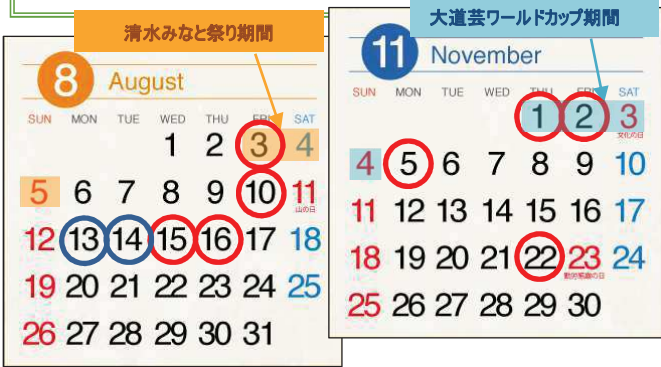 清水みなと祭り期間
8 August
SUN MON TUE WED THU FRI SAT
1 2 3 4
5 6 7 8 9 10 11
山の日
12 13 14 15 16 17 18
19 20 21 22 23 24 25
26 27 28 29 30 31
大道芸ワールドカップ期間
11 November
SUN MON TUE WED THU FRI SAT
1 2 3
文化の日
4 5 6 7 8 9 10
11 12 13 14 15 16 17
18 19 20 21 22 23 24
勤労感謝の日
25 26 27 28 29 30